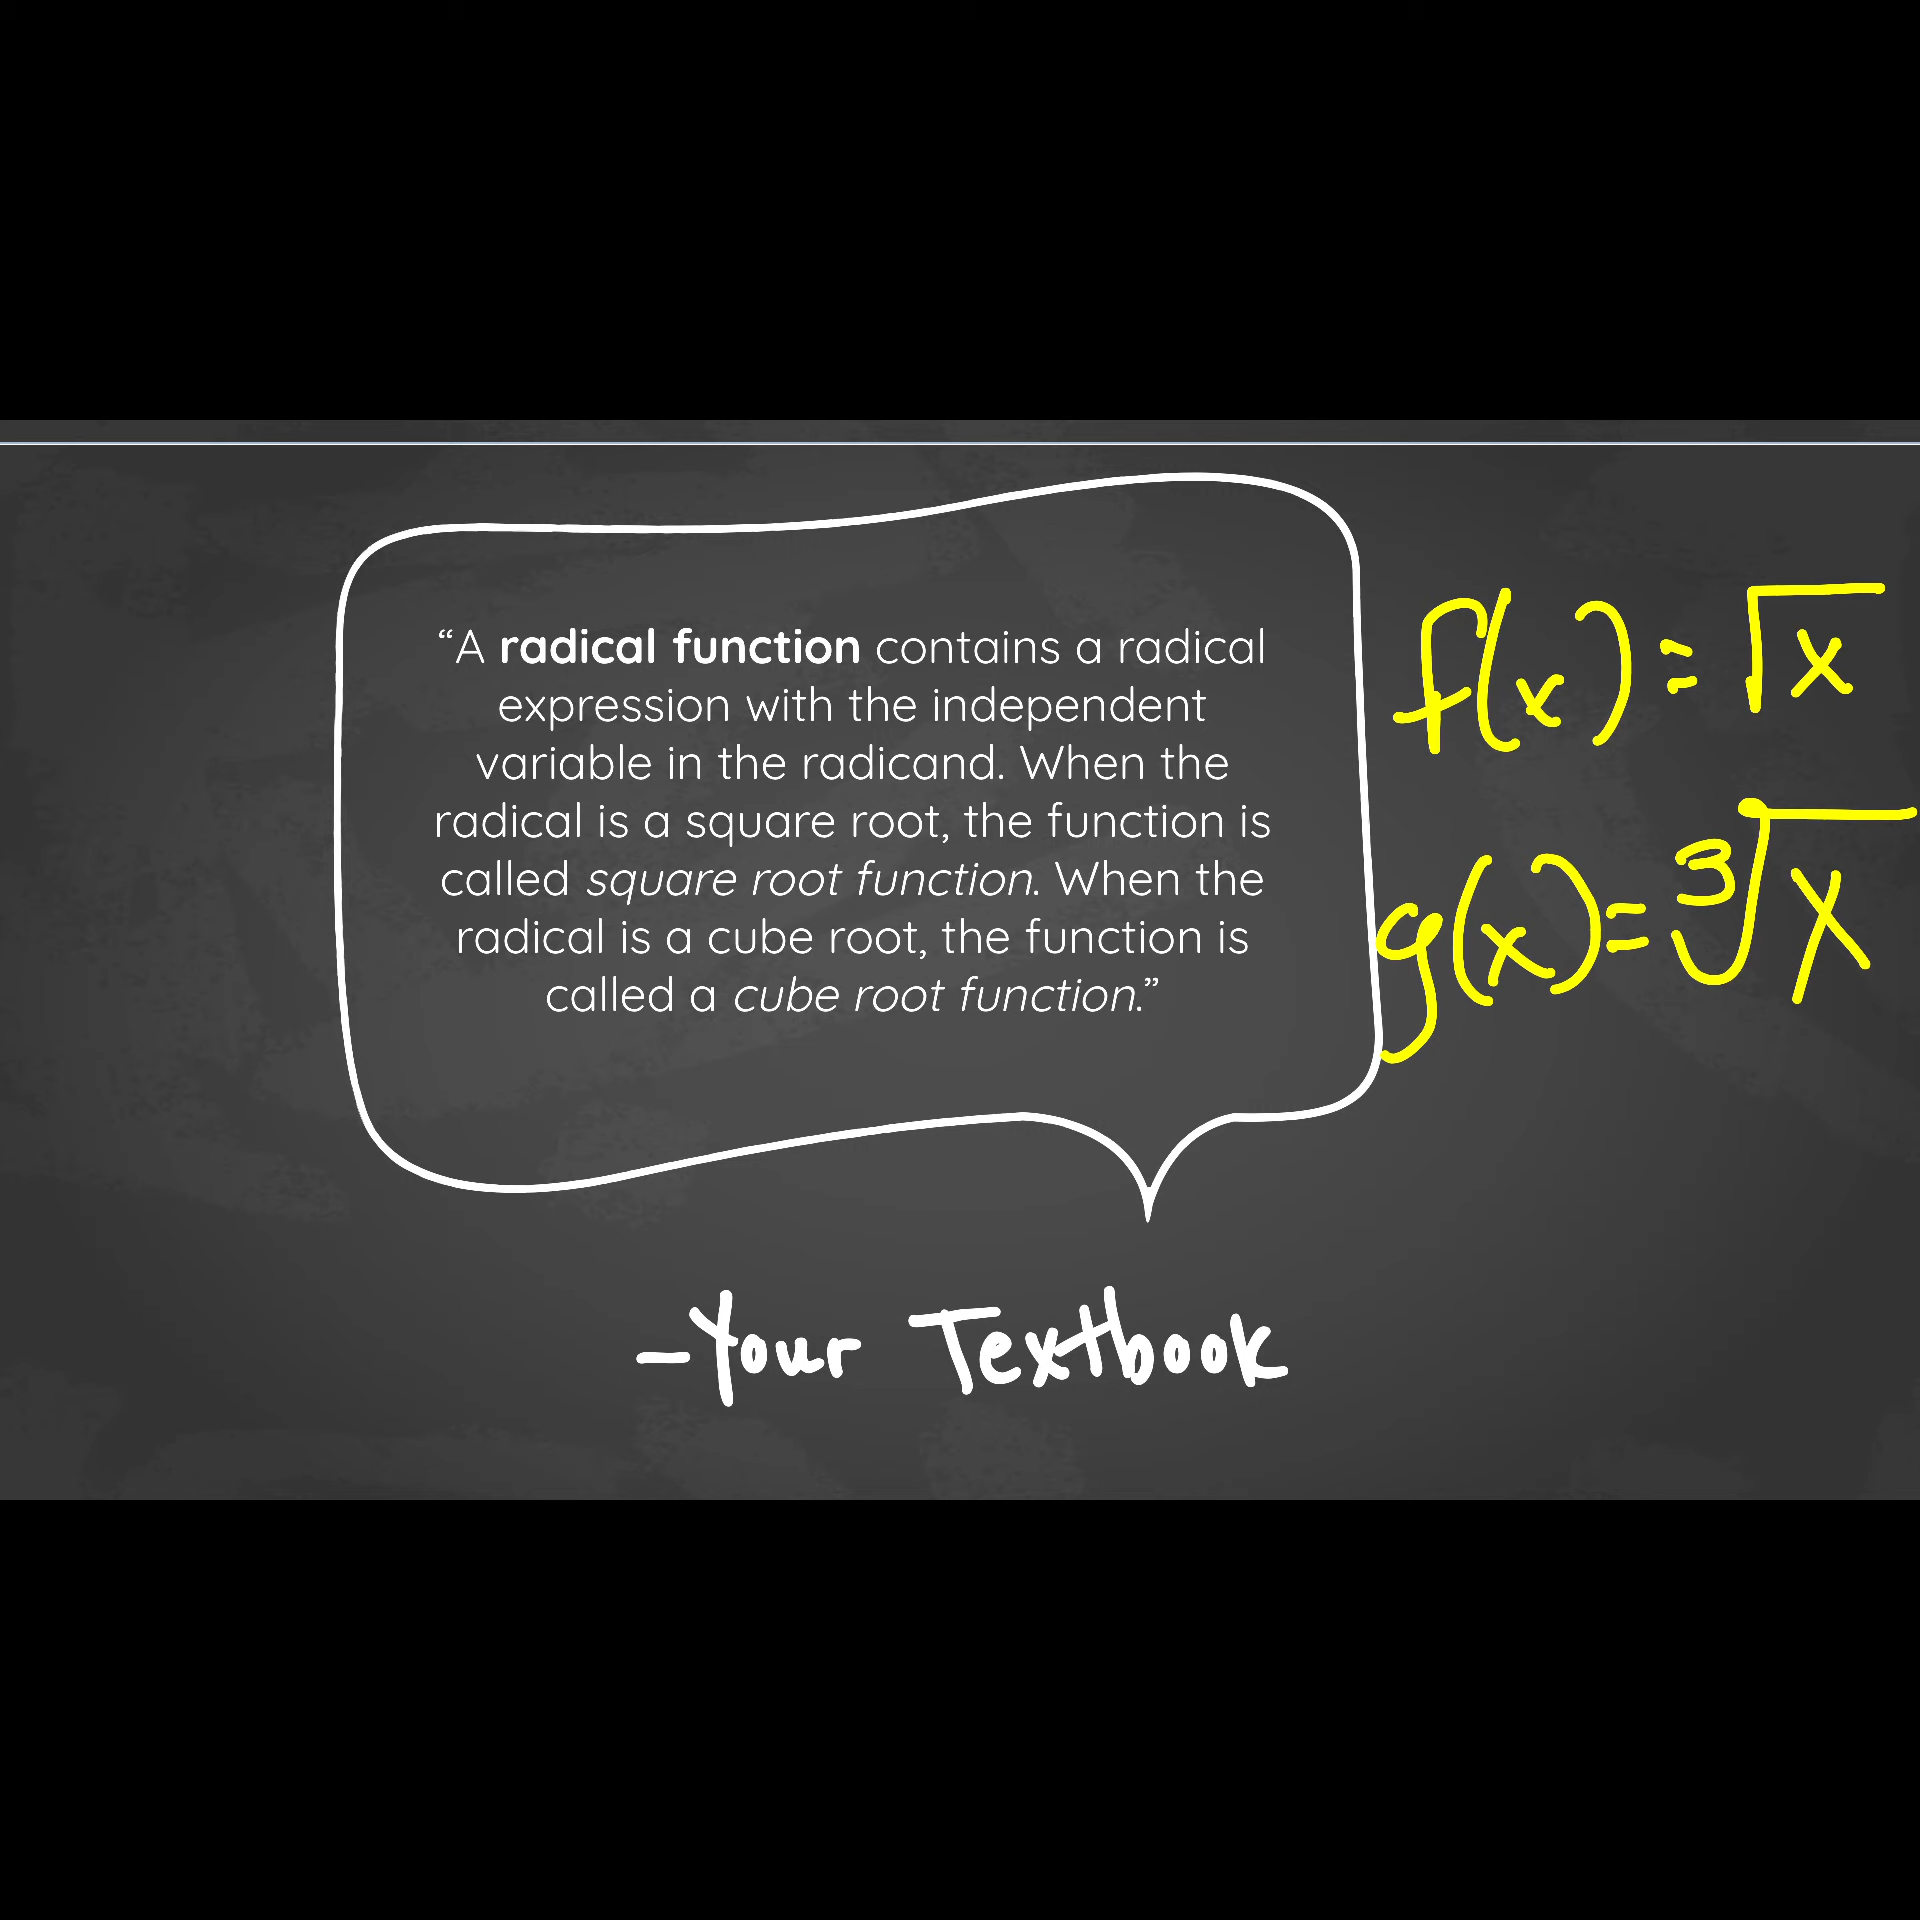 “A radical function contains a radical
expression with the independent
variable in the radicand. When the
radical is a square root, the function is
called square root function. When the
radical is a cube root, the function is
called a cube root function.”
f(x) = √x
g(x) = ∛x
–Your Textbook